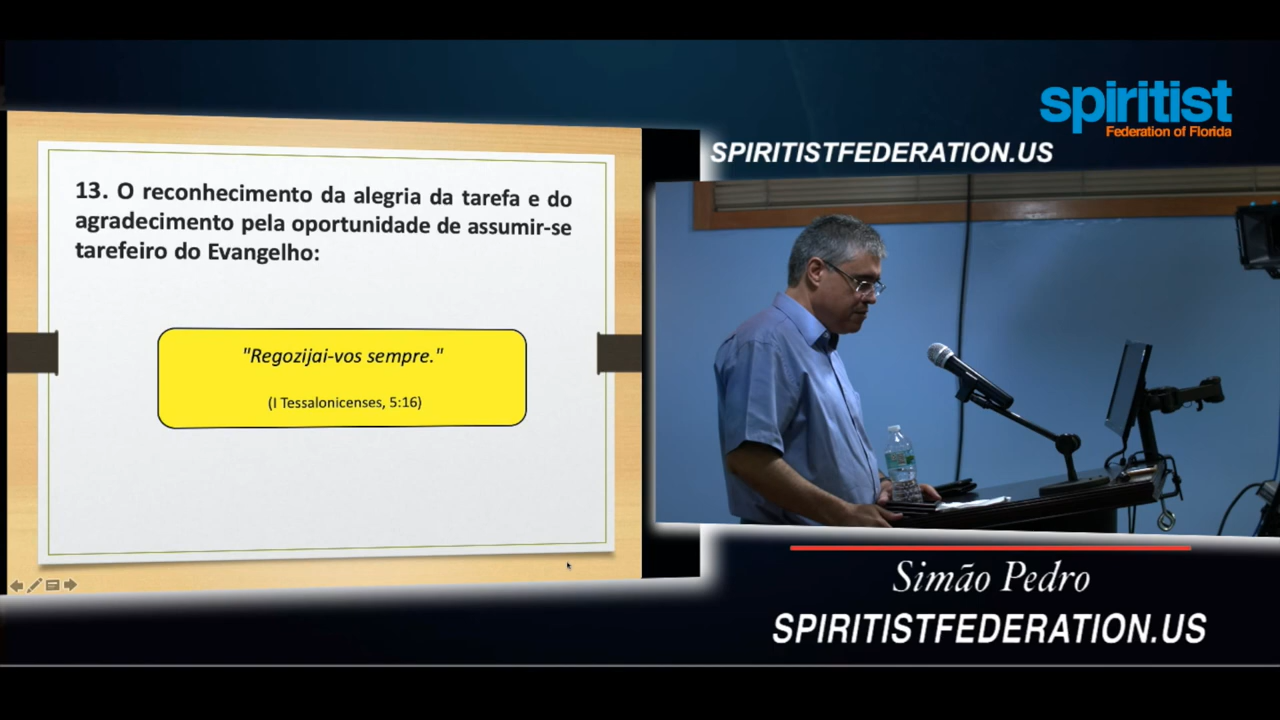 spiritist
Federation of Florida
SPIRITISTFEDERATION.US
13. O reconhecimento da alegria da tarefa e do
agradecimento pela oportunidade de assumir-se
tarefeiro do Evangelho:
"Regozijai-vos sempre."
(I Tessalonicenses, 5:16)
Simão Pedro
SPIRITISTFEDERATION.US